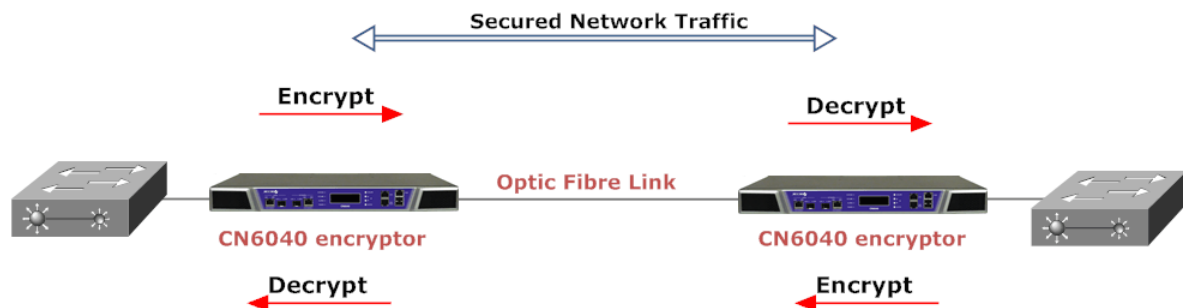 Secured Network Traffic
Encrypt
Decrypt
Optic Fibre Link
CN6040 encryptor
CN6040 encryptor
Decrypt
Encrypt